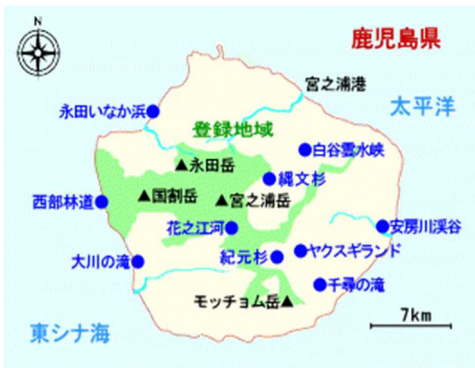 N
鹿児島県
宮之浦港
太平洋
永田いなか浜
登録地域
白谷雲水峡
永田岳
縄文杉
国割岳
宮之浦岳
西部林道
花之江河
安房川渓谷
大川の滝
紀元杉
ヤクスギランド
千尋の滝
モッチョム岳
7km
東シナ海